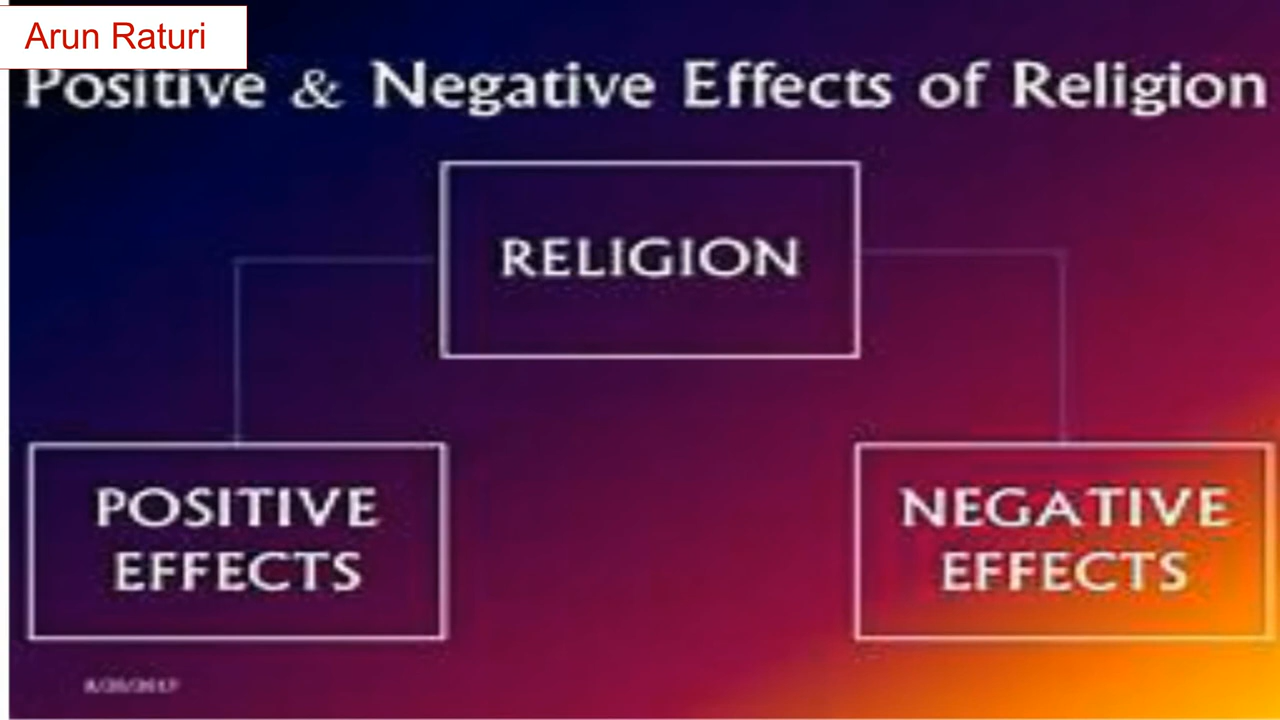 Arun Raturi
Positive & Negative Effects of Religion
RELIGION
POSITIVE
EFFECTS
NEGATIVE
EFFECTS